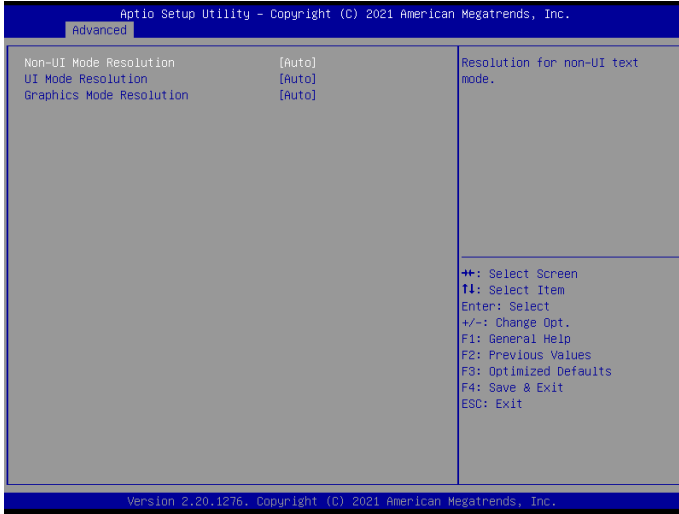 Aptio Setup Utility – Copyright (C) 2021 American Megatrends, Inc.
Advanced
Non-UI Mode Resolution [Auto]
UI Mode Resolution [Auto]
Graphics Mode Resolution [Auto]
Resolution for non-UI text
mode.
→←: Select Screen
↑↓: Select Item
Enter: Select
+/-: Change Opt.
F1: General Help
F2: Previous Values
F3: Optimized Defaults
F4: Save & Exit
ESC: Exit
Version 2.20.1276. Copyright (C) 2021 American Megatrends, Inc.